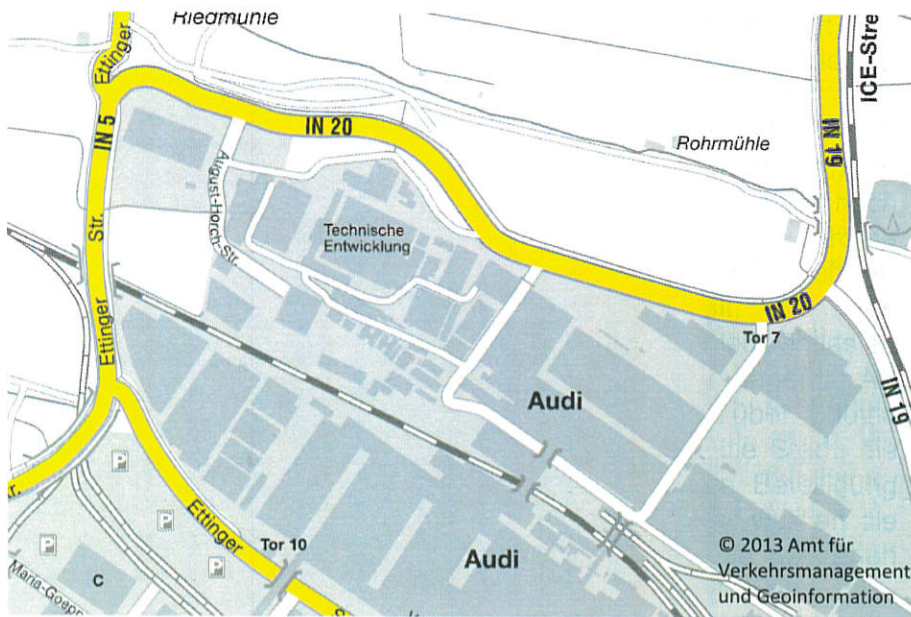 Riedmühle
Ettinger
IN 5
IN 20
ICE-Stre
IN 19
Rohrmühle
August-Horch-Str.
Technische
Entwicklung
Str.
Ettinger
IN 20
Tor 7
IN 19
Audi
P
P
P
P
Ettinger
Tor 10
Audi
C
Maria-Goepp
© 2013 Amt für
Verkehrsmanagement
und Geoinformation